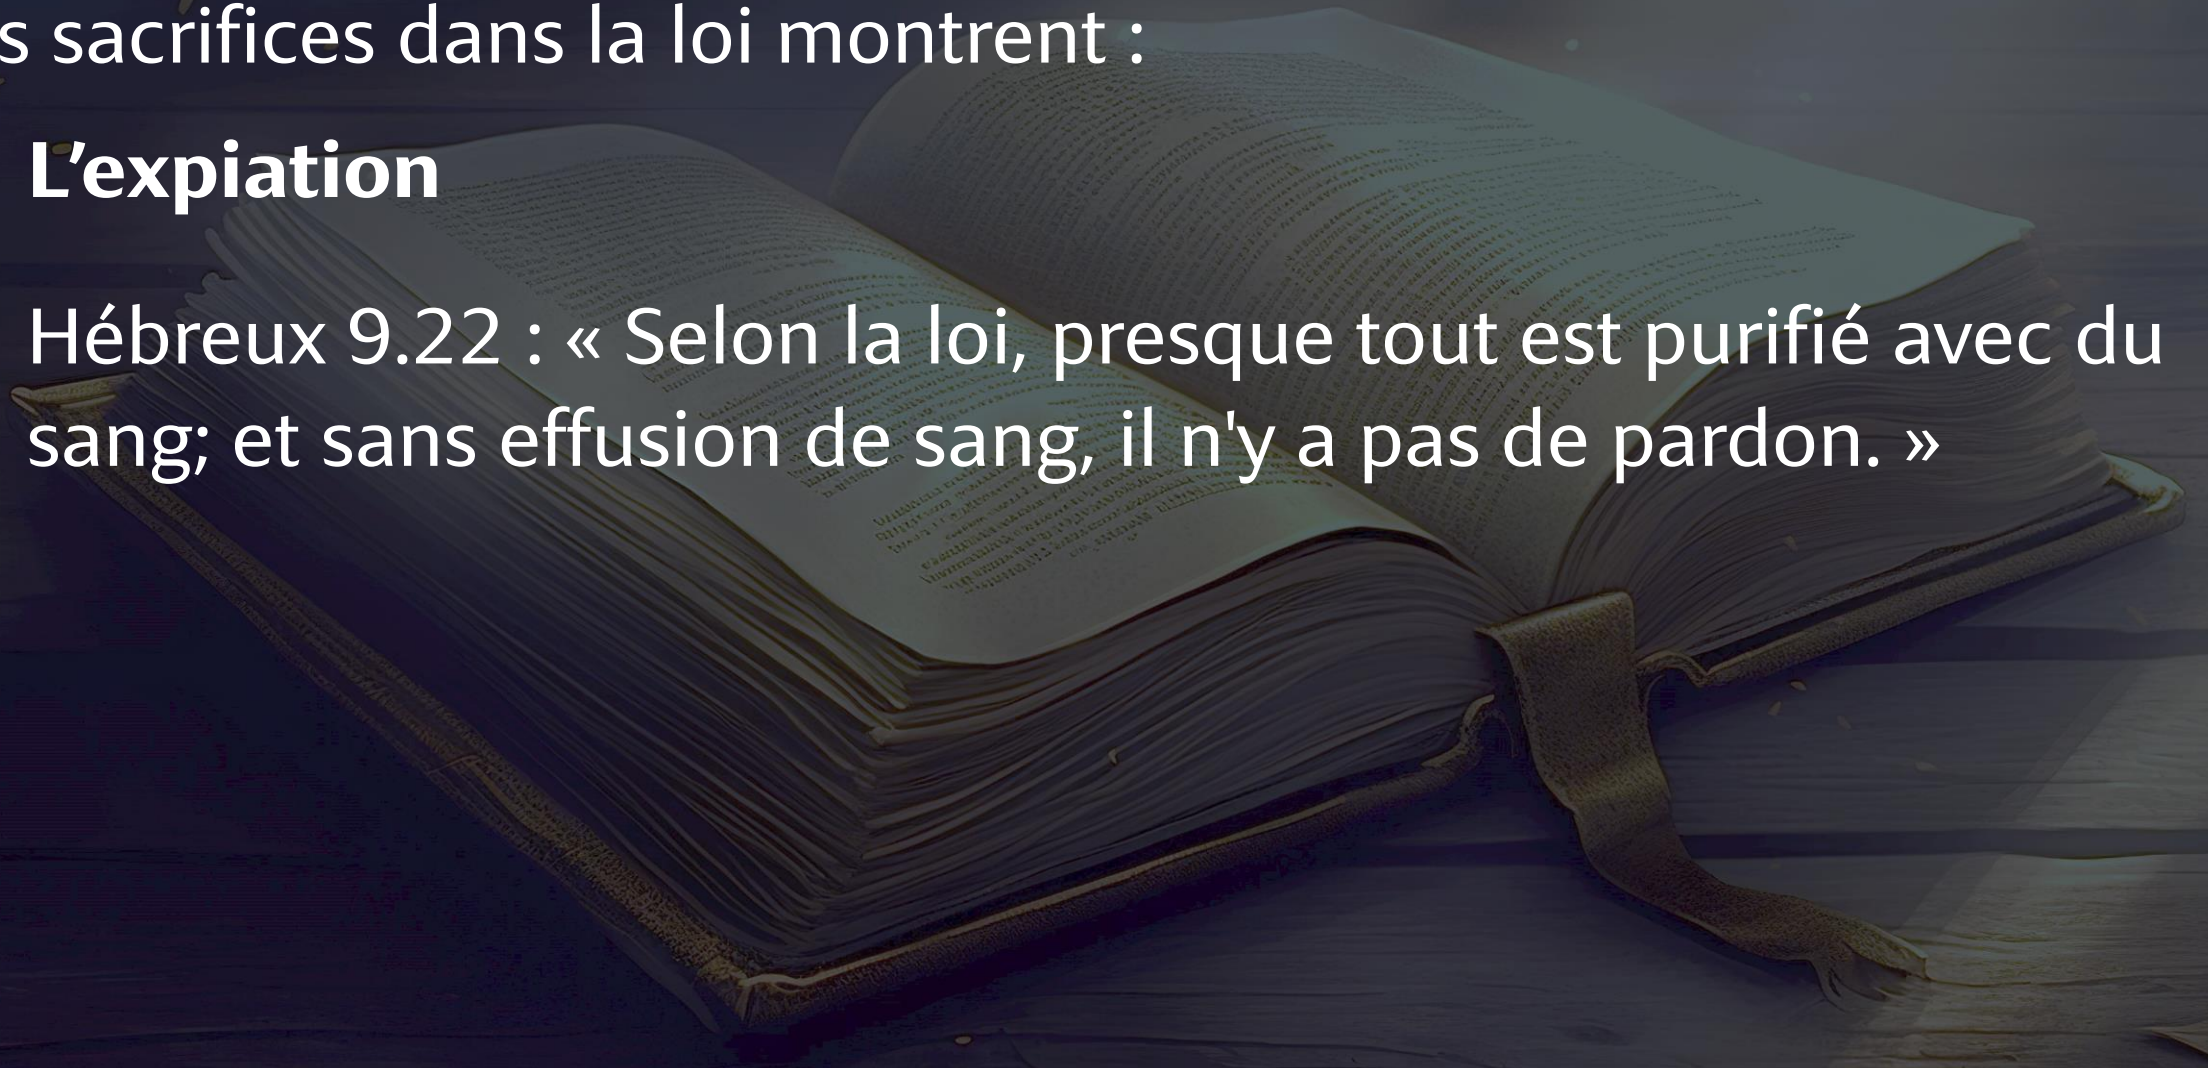 sacrifices dans la loi montrent :
L’expiation
Hébreux 9.22 : « Selon la loi, presque tout est purifié avec du
sang; et sans effusion de sang, il n'y a pas de pardon. »